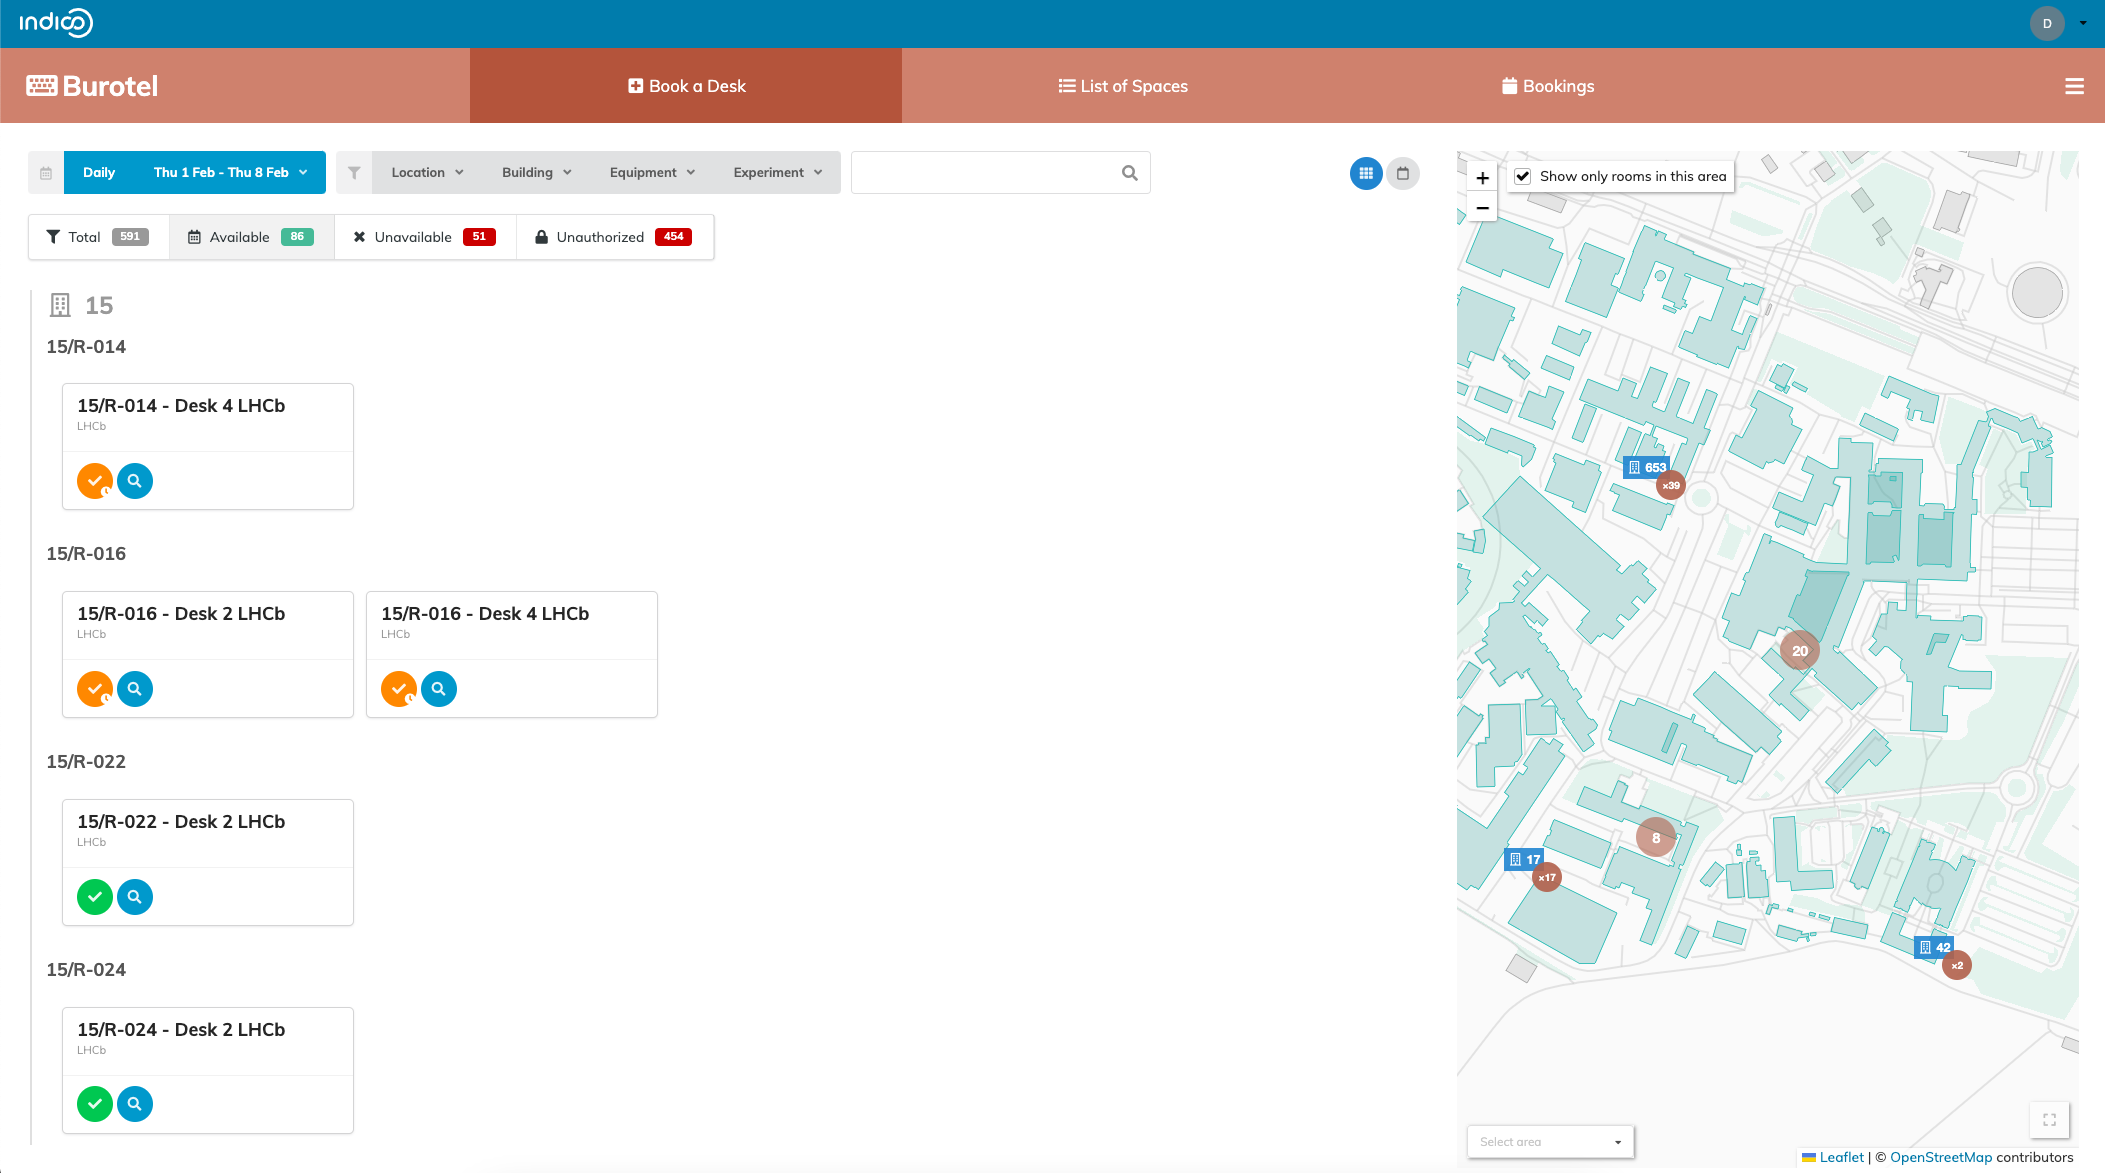 indico
D
Burotel
Book a Desk
List of Spaces
Bookings
Daily
Thu 1 Feb - Thu 8 Feb
Location
Building
Equipment
Experiment
Total 591
Available 86
Unavailable 51
Unauthorized 454
15
15/R-014
15/R-014 - Desk 4 LHCb
LHCb
15/R-016
15/R-016 - Desk 2 LHCb
LHCb
15/R-016 - Desk 4 LHCb
LHCb
15/R-022
15/R-022 - Desk 2 LHCb
LHCb
15/R-024
15/R-024 - Desk 2 LHCb
LHCb
+
−
Show only rooms in this area
653
×39
20
8
17
×17
42
×2
Select area
Leaflet | © OpenStreetMap contributors